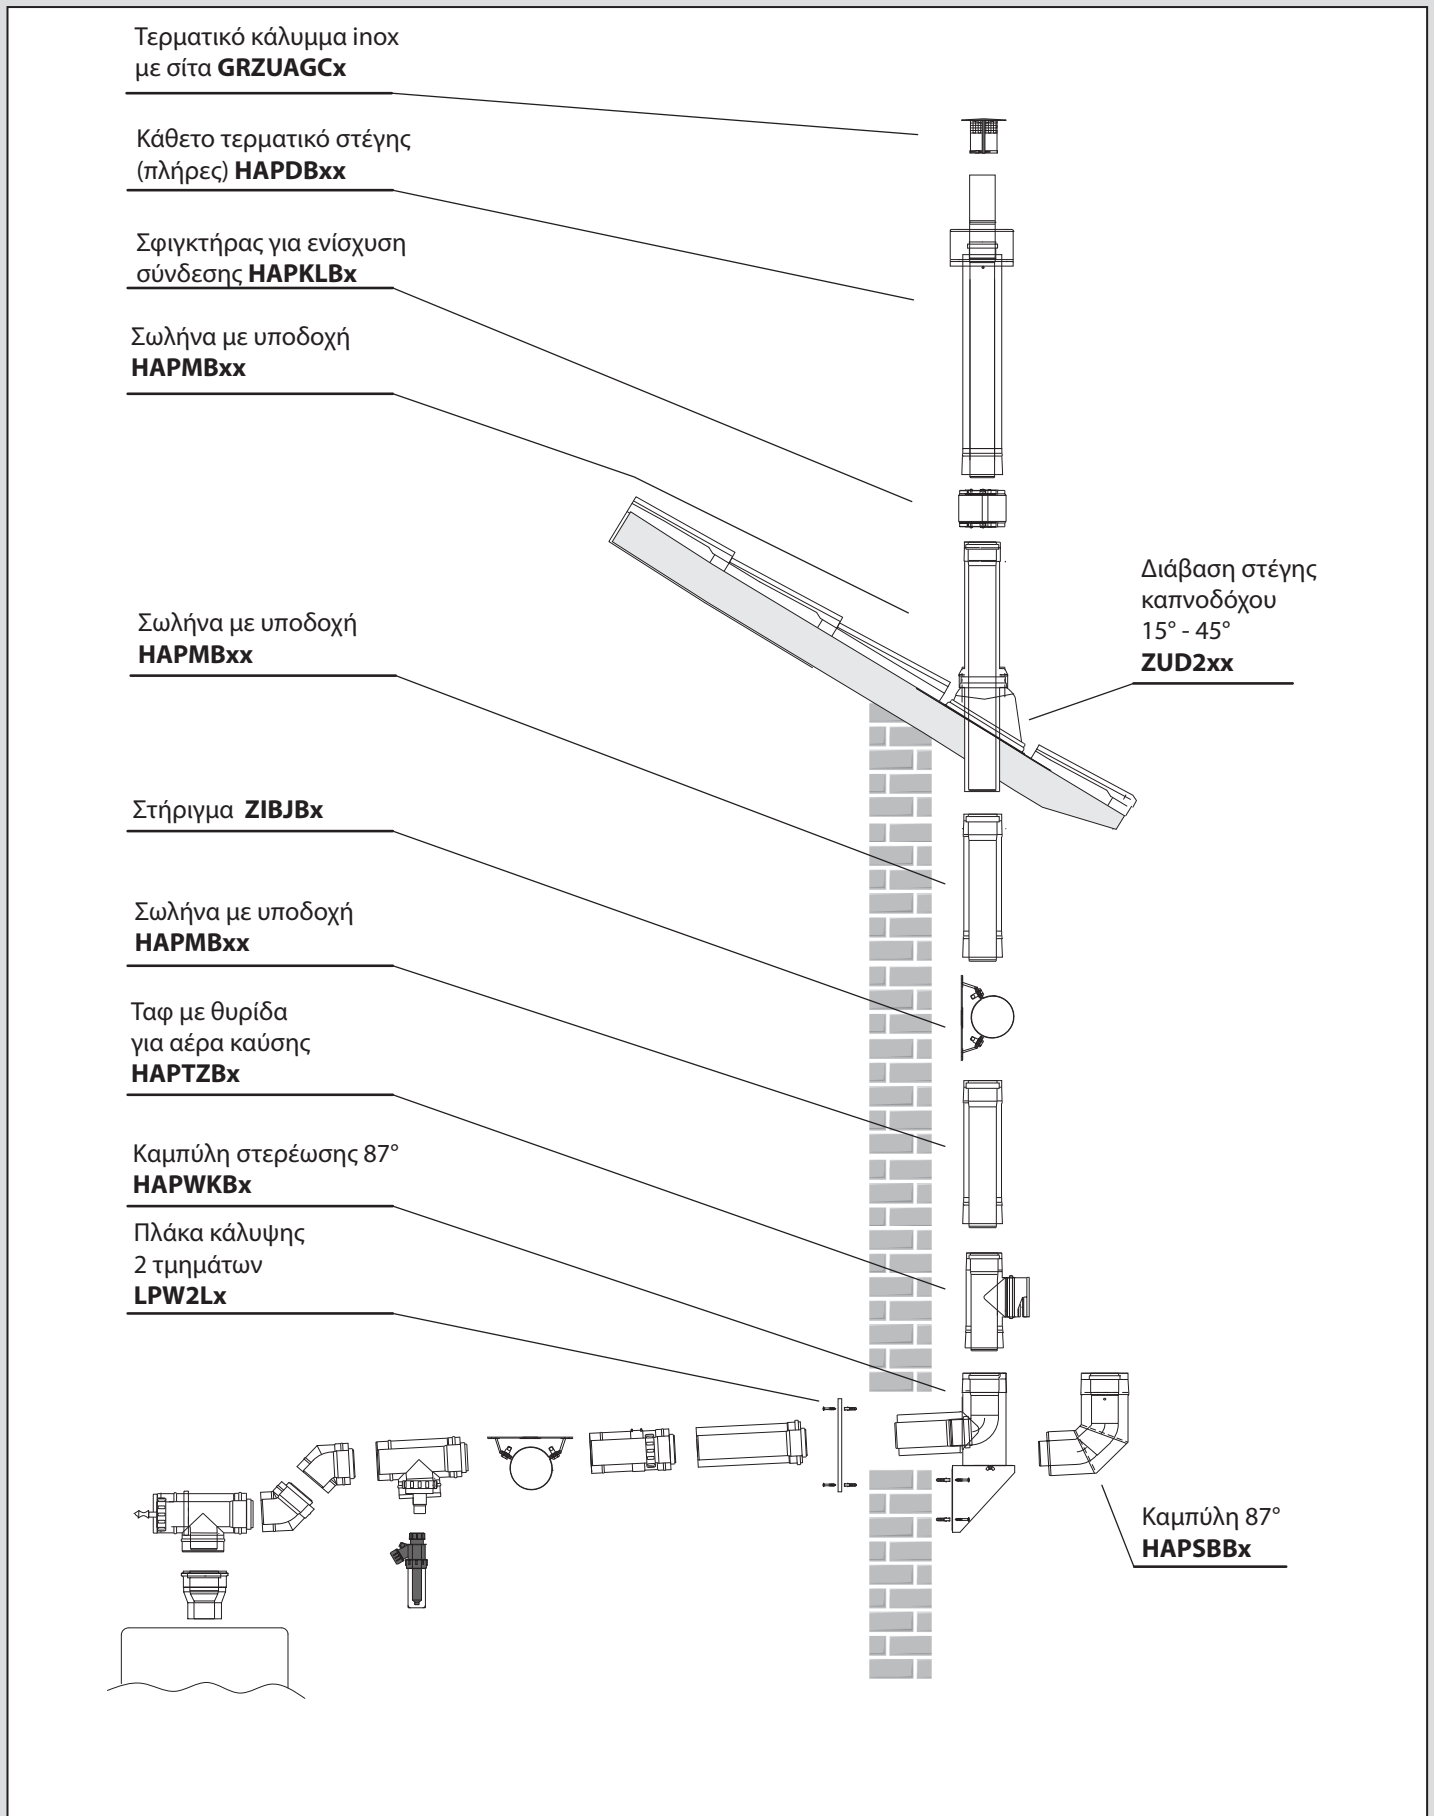 Τερματικό κάλυμμα inox
με σίτα GRZUAGCx
Κάθετο τερματικό στέγης
(πλήρες) HAPDBxx
Σφιγκτήρας για ενίσχυση
σύνδεσης HAPKLBx
Σωλήνα με υποδοχή
HAPMBxx
Διάβαση στέγης
καπνοδόχου
15° - 45°
ZUD2xx
Σωλήνα με υποδοχή
HAPMBxx
Στήριγμα ZIBJBx
Σωλήνα με υποδοχή
HAPMBxx
Ταφ με θυρίδα
για αέρα καύσης
HAPTZBx
Καμπύλη στερέωσης 87°
HAPWKBx
Πλάκα κάλυψης
2 τμημάτων
LPW2Lx
Καμπύλη 87°
HAPSBBx